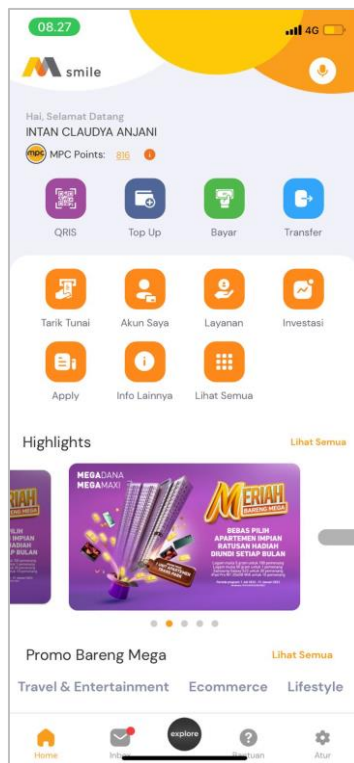 08.27
4G
smile
Hai, Selamat Datang
INTAN CLAUDYA ANJANI
mpc MPC Points: 816
QRIS Top Up Bayar Transfer
Tarik Tunai Akun Saya Layanan Investasi
Apply Info Lainnya Lihat Semua
Highlights Lihat Semua
MEGADANA
MEGAMAXI
MERIAH
BARENG MEGA
BEBAS PILIH
APARTEMEN IMPIAN
RATUSAN HADIAH
DIUNDI SETIAP BULAN
Promo Bareng Mega Lihat Semua
Travel & Entertainment Ecommerce Lifestyle
explore
Home Inbox Bantuan Atur